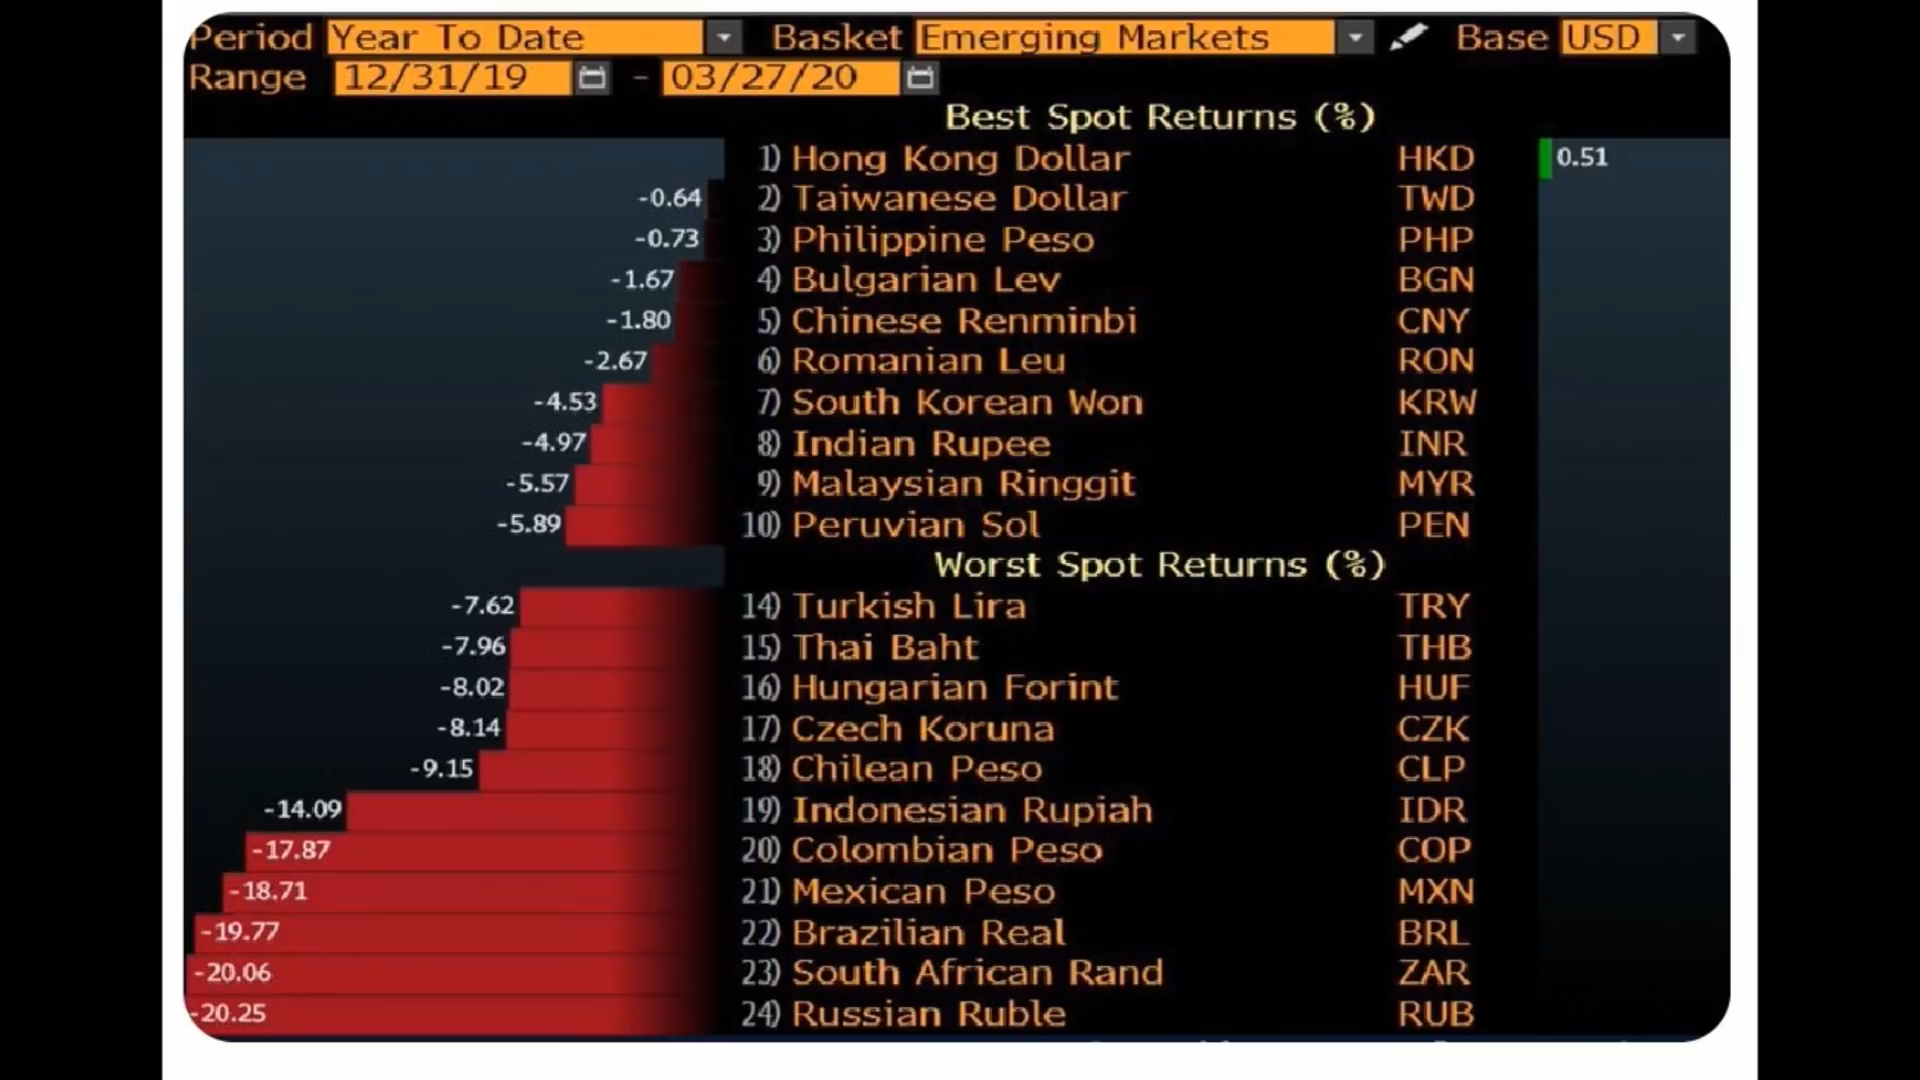 Period Year To Date Basket Emerging Markets Base USD
Range 12/31/19 - 03/27/20
Best Spot Returns (%)
1) Hong Kong Dollar HKD 0.51
-0.64 2) Taiwanese Dollar TWD
-0.73 3) Philippine Peso PHP
-1.67 4) Bulgarian Lev BGN
-1.80 5) Chinese Renminbi CNY
-2.67 6) Romanian Leu RON
-4.53 7) South Korean Won KRW
-4.97 8) Indian Rupee INR
-5.57 9) Malaysian Ringgit MYR
-5.89 10) Peruvian Sol PEN
Worst Spot Returns (%)
-7.62 14) Turkish Lira TRY
-7.96 15) Thai Baht THB
-8.02 16) Hungarian Forint HUF
-8.14 17) Czech Koruna CZK
-9.15 18) Chilean Peso CLP
-14.09 19) Indonesian Rupiah IDR
-17.87 20) Colombian Peso COP
-18.71 21) Mexican Peso MXN
-19.77 22) Brazilian Real BRL
-20.06 23) South African Rand ZAR
-20.25 24) Russian Ruble RUB